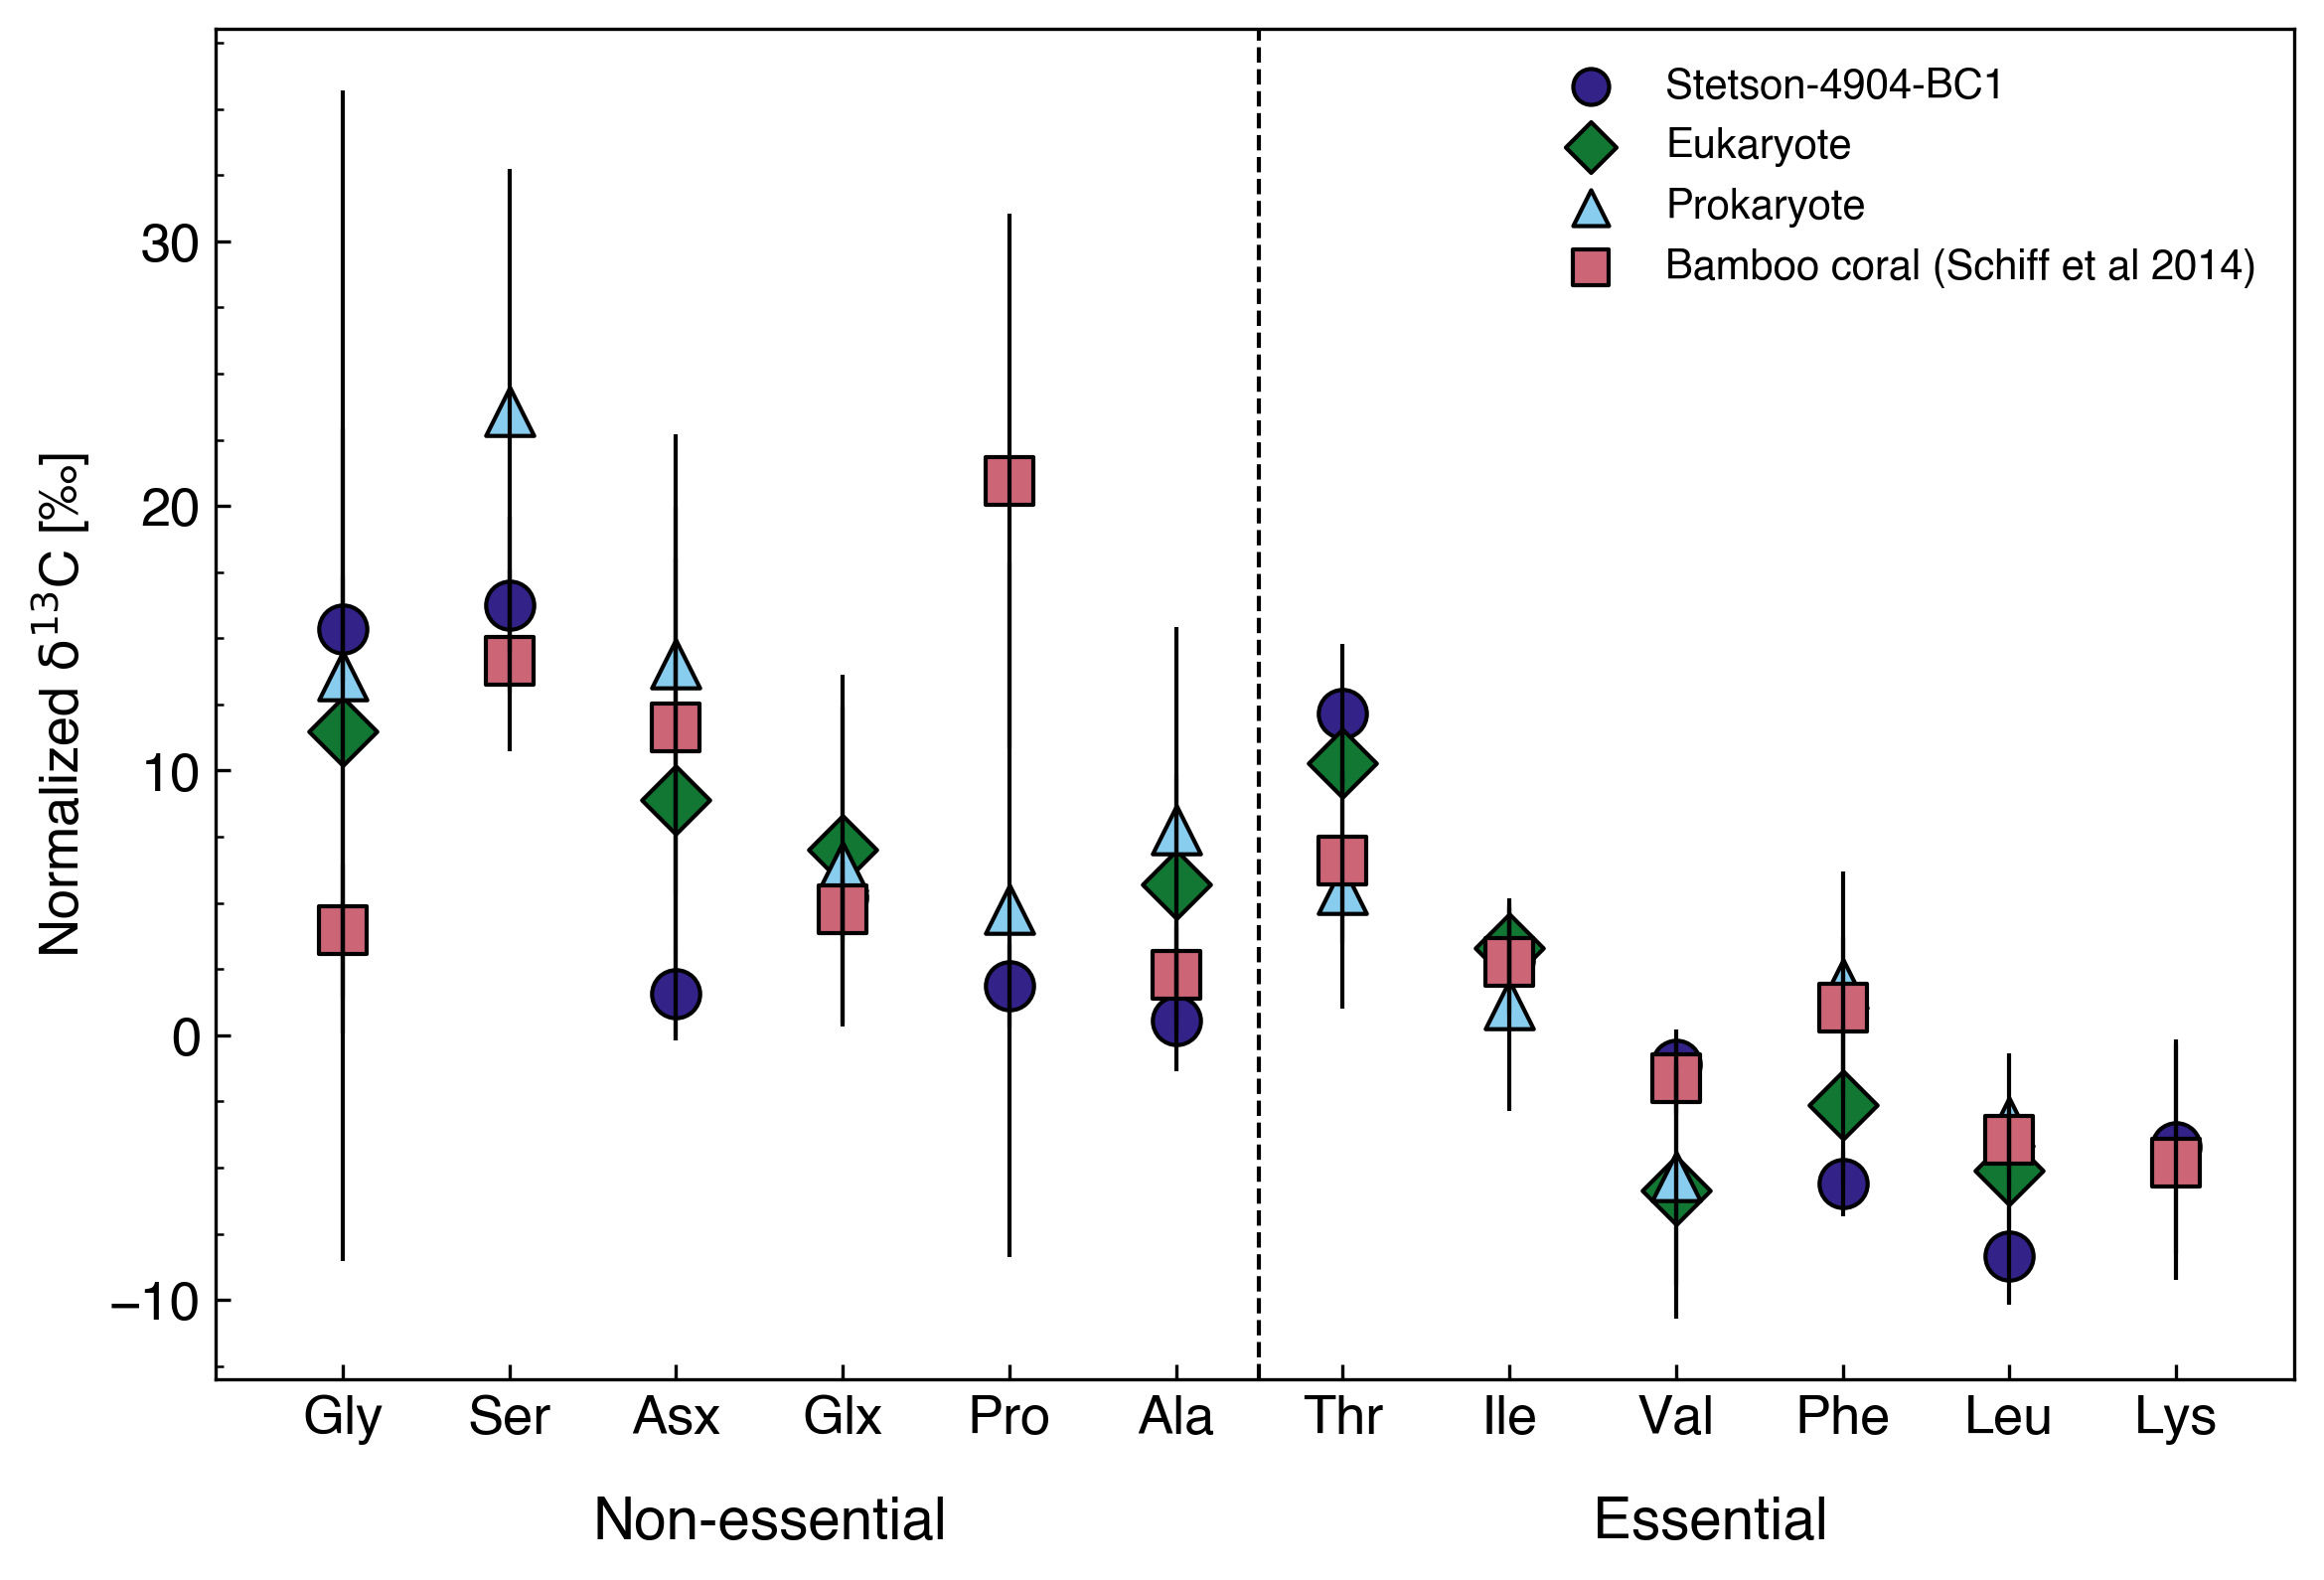 Normalized δ¹³C [‰]
30
20
10
0
−10
Stetson-4904-BC1
Eukaryote
Prokaryote
Bamboo coral (Schiff et al 2014)
Gly Ser Asx Glx Pro Ala Thr Ile Val Phe Leu Lys
Non-essential Essential